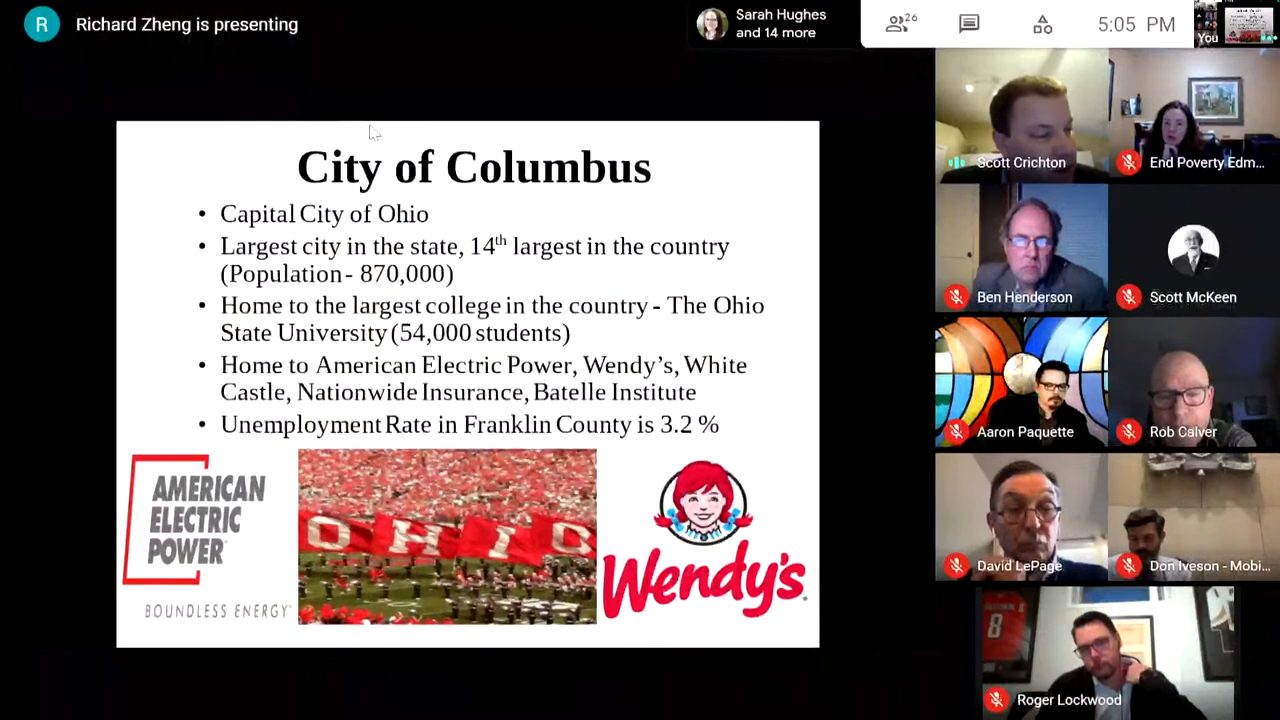 R
Richard Zheng is presenting
Sarah Hughes
and 14 more
26
5:05 PM
You
City of Columbus
• Capital City of Ohio
• Largest city in the state, 14th largest in the country
(Population - 870,000)
• Home to the largest college in the country - The Ohio
State University (54,000 students)
• Home to American Electric Power, Wendy's, White
Castle, Nationwide Insurance, Batelle Institute
• Unemployment Rate in Franklin County is 3.2 %
AMERICAN
ELECTRIC
POWER
BOUNDLESS ENERGY
OHIO
Wendy's
Scott Crichton
End Poverty Edm...
Ben Henderson
Scott McKeen
Aaron Paquette
Rob Calver
David LePage
Don Iveson - Mobi...
8
Roger Lockwood